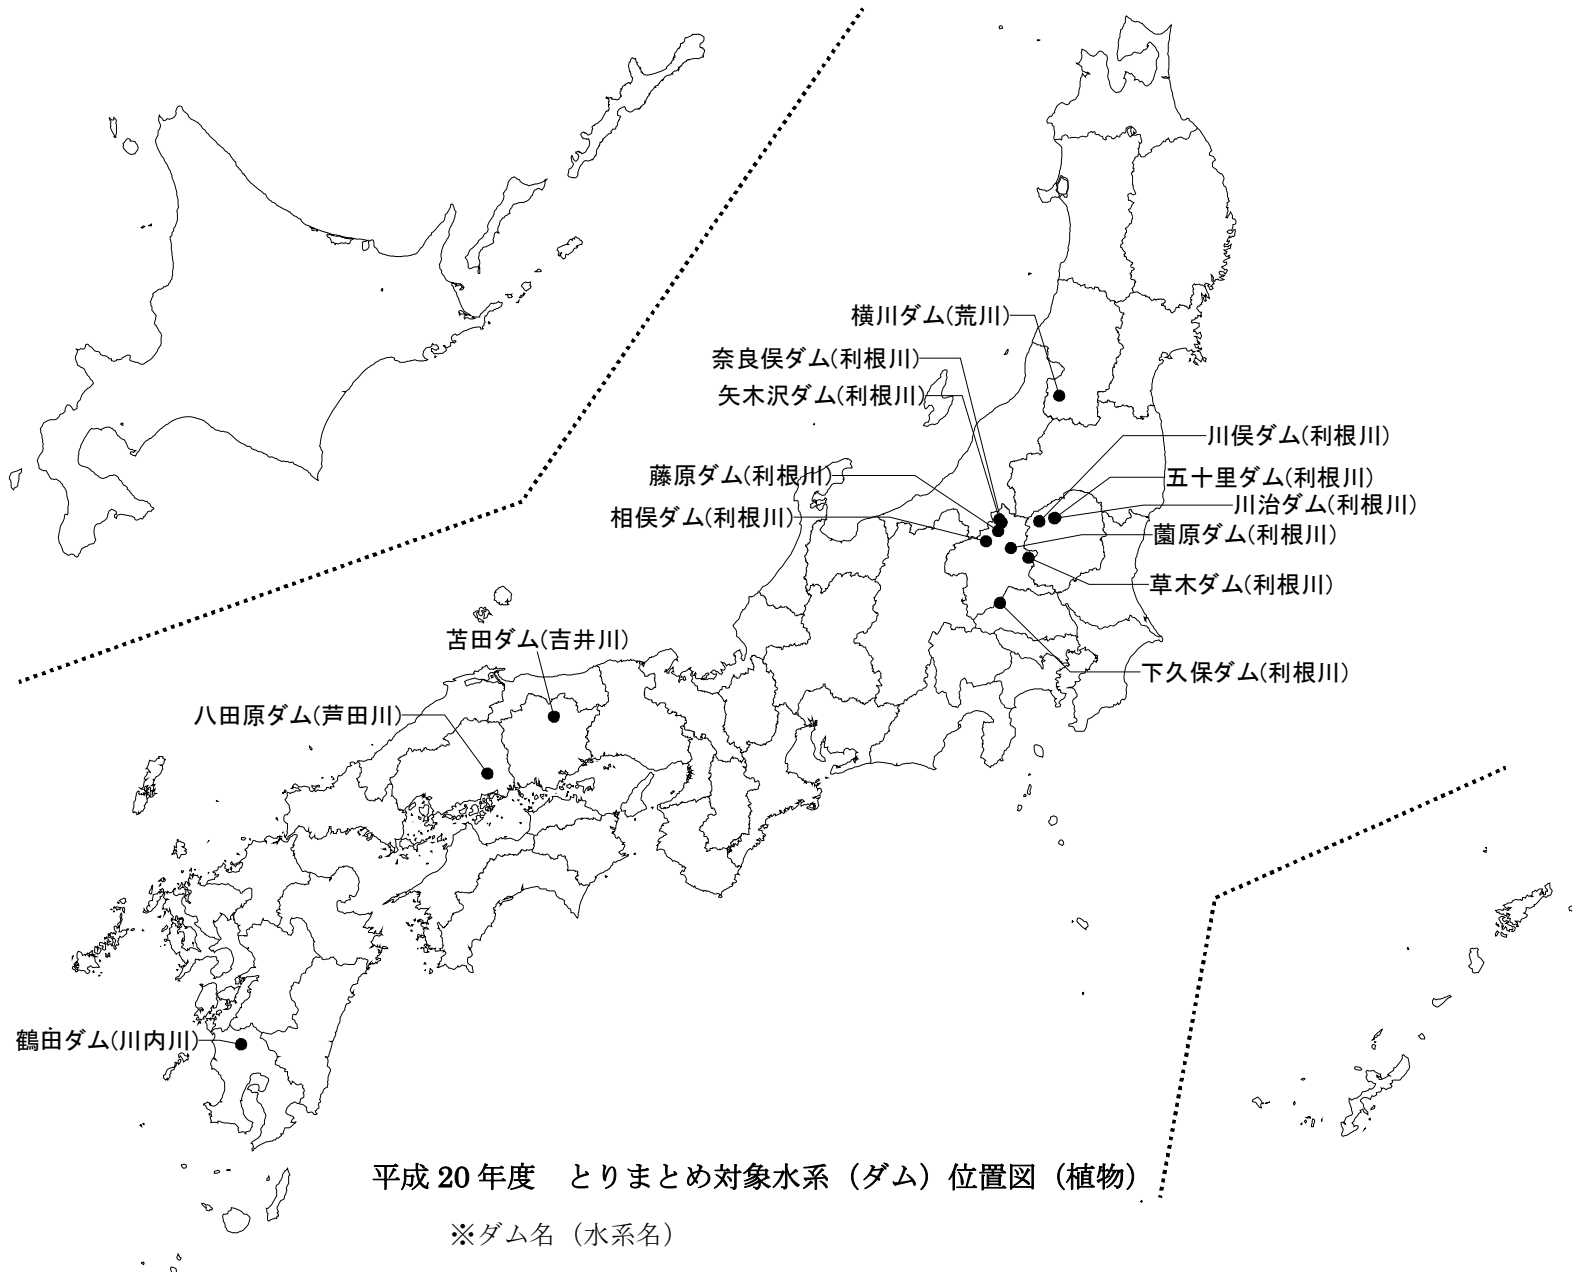 横川ダム(荒川)
奈良俣ダム(利根川)
矢木沢ダム(利根川)
川俣ダム(利根川)
藤原ダム(利根川)
五十里ダム(利根川)
川治ダム(利根川)
相俣ダム(利根川)
薗原ダム(利根川)
草木ダム(利根川)
苫田ダム(吉井川)
下久保ダム(利根川)
八田原ダム(芦田川)
鶴田ダム(川内川)
平成 20 年度　とりまとめ対象水系（ダム）位置図（植物）
※ダム名（水系名）